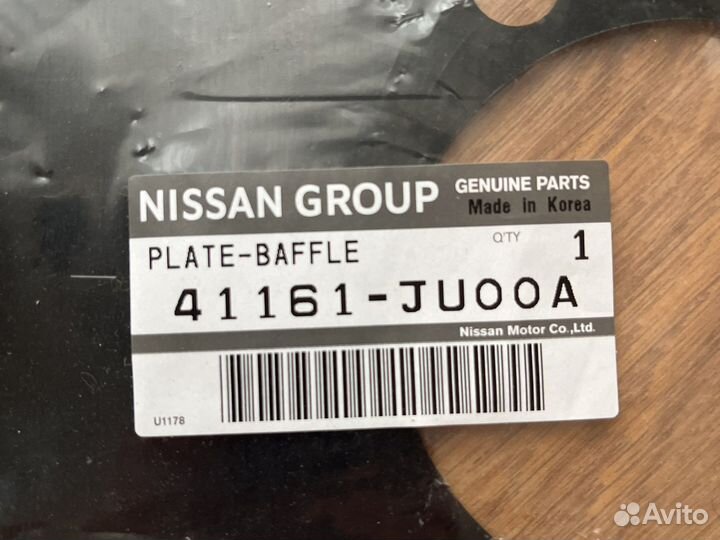 NISSAN GROUP
GENUINE PARTS
Made in Korea
PLATE-BAFFLE
Q'TY 1
41161-JU00A
Nissan Motor Co.,Ltd.
U1178
Avito